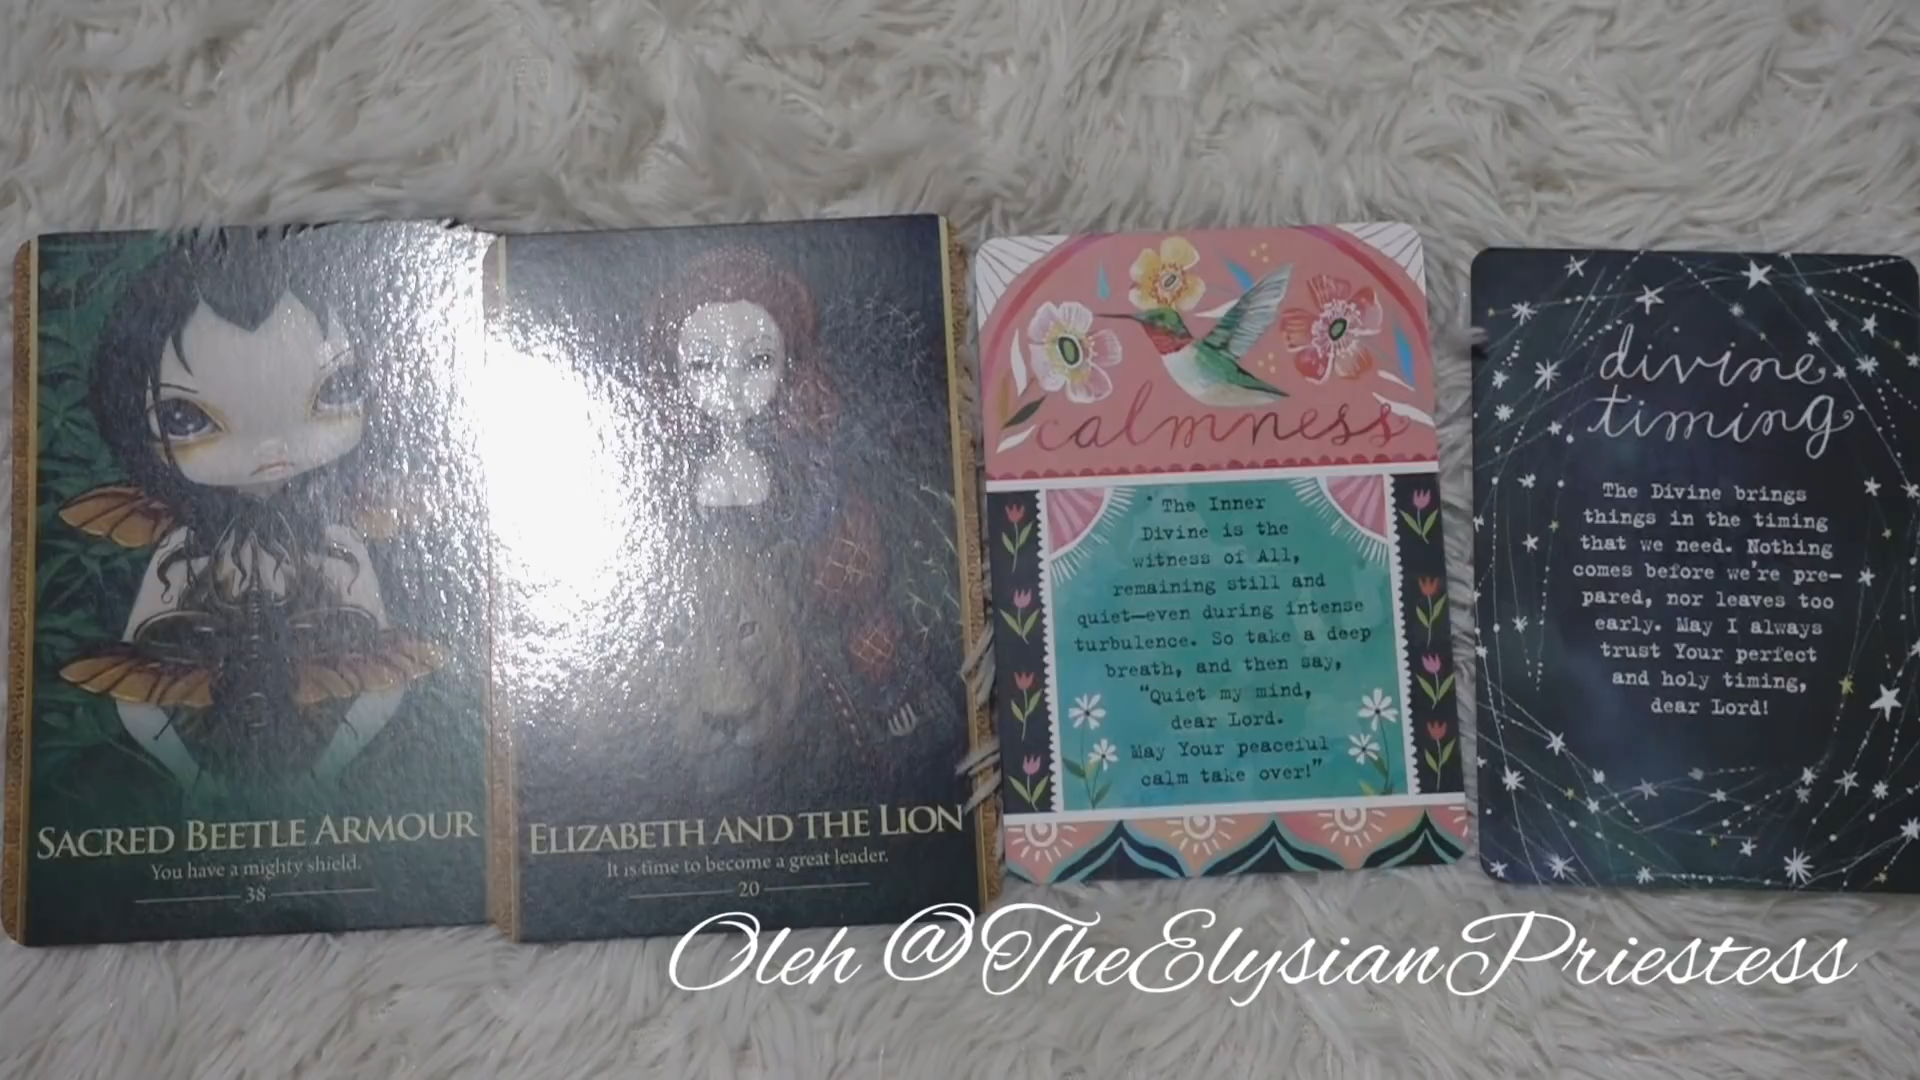 SACRED BEETLE ARMOUR
You have a mighty shield.
38
ELIZABETH AND THE LION
It is time to become a great leader.
20
calmness
The Inner
Divine is the
witness of All,
remaining still and
quiet—even during intense
turbulence. So take a deep
breath, and then say,
“Quiet my mind,
dear Lord.
May Your peaceful
calm take over!”
divine
timing
The Divine brings
things in the timing
that we need. Nothing
comes before we're pre-
pared, nor leaves too
early. May I always
trust Your perfect
and holy timing,
dear Lord!
Oleh @TheElysianPriestess